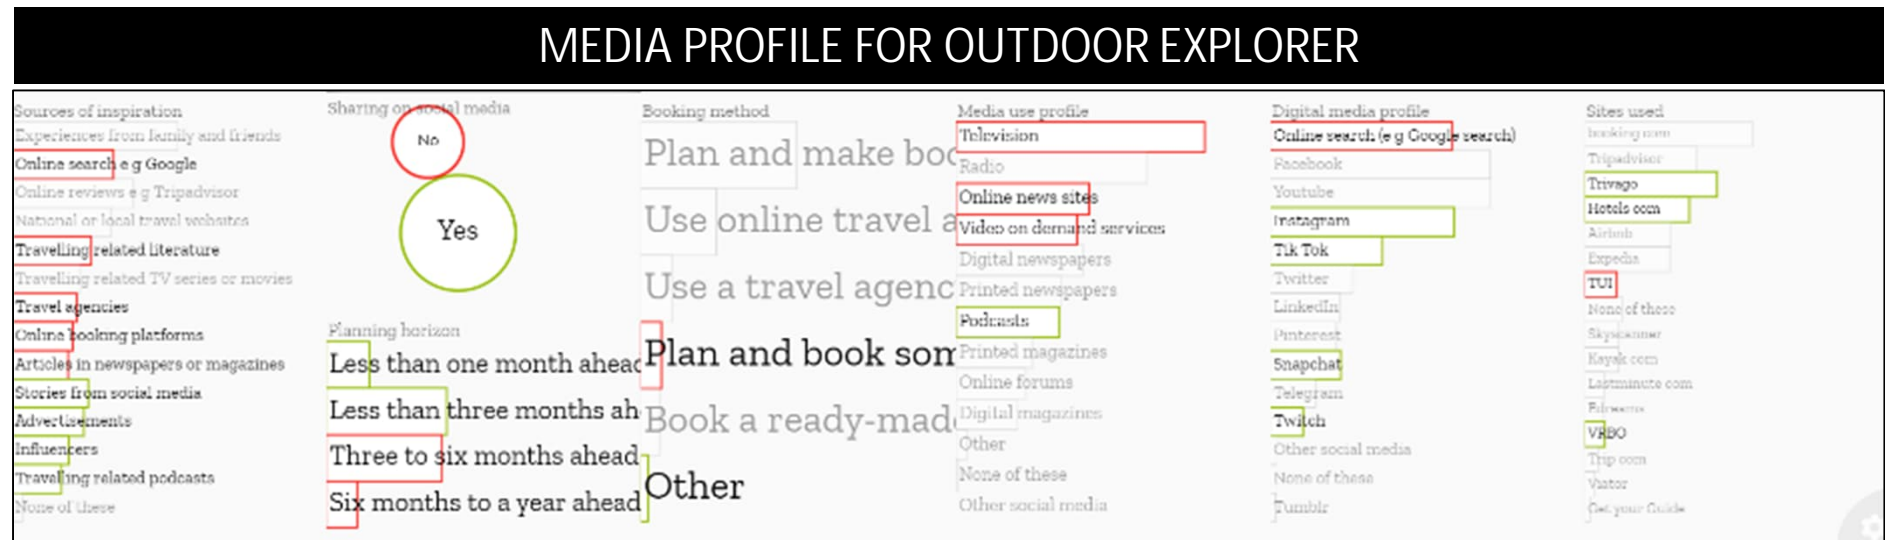 MEDIA PROFILE FOR OUTDOOR EXPLORER
Sources of inspiration
Experiences from family and friends
Online search e g Google
Online reviews e g Tripadvisor
National or local travel websites
Travelling related literature
Travelling related TV series or movies
Travel agencies
Online booking platforms
Articles in newspapers or magazines
Stories from social media
Advertisements
Influencers
Travelling related podcasts
None of these
Sharing on social media
No
Yes
Planning horizon
Less than one month ahead
Less than three months ah
Three to six months ahead
Six months to a year ahead
Booking method
Plan and make boo
Use online travel a
Use a travel agenc
Plan and book som
Book a ready-mad
Other
Media use profile
Television
Radio
Online news sites
Video on demand services
Digital newspapers
Printed newspapers
Podcasts
Printed magazines
Online forums
Digital magazines
Other
None of these
Other social media
Digital media profile
Online search (e g Google search)
Facebook
Youtube
Instagram
Tik Tok
Twitter
LinkedIn
Pinterest
Snapchat
Telegram
Twitch
Other social media
None of these
Tumblr
Sites used
booking com
Tripadvisor
Trivago
Hotels com
Airbnb
Expedia
TUI
None of these
Skyscanner
Kayak com
Lastminute com
Edreams
VRBO
Trip com
Viator
Get your Guide